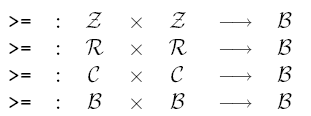 >= : 𝒵 × 𝒵 ⟶ ℬ
>= : ℛ × ℛ ⟶ ℬ
>= : 𝒞 × 𝒞 ⟶ ℬ
>= : ℬ × ℬ ⟶ ℬ